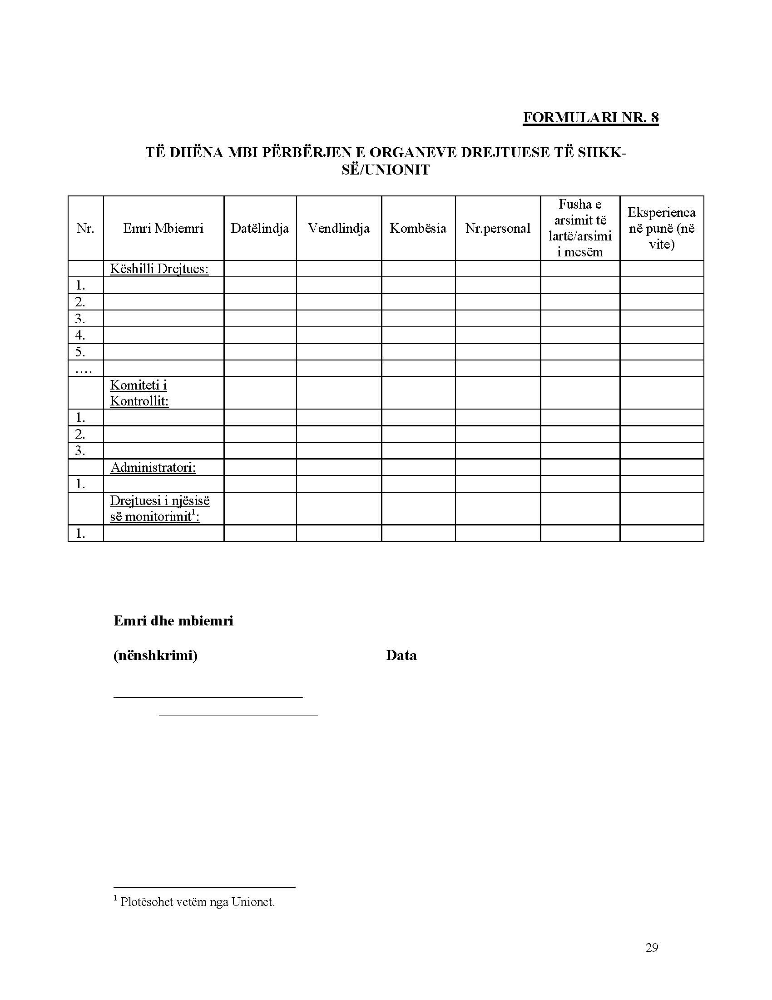 FORMULARI NR. 8
TË DHËNA MBI PËRBËRJEN E ORGANEVE DREJTUESE TË SHKK-
SË/UNIONIT
Nr. Emri Mbiemri Datëlindja Vendlindja Kombësia Nr.personal Fusha e arsimit të lartë/arsimi i mesëm Eksperienca në punë (në vite)
Këshilli Drejtues:
1.
2.
3.
4.
5.
….
Komiteti i
Kontrollit:
1.
2.
3.
Administratori:
1.
Drejtuesi i njësisë
së monitorimit¹:
1.
Emri dhe mbiemri
(nënshkrimi) Data
¹ Plotësohet vetëm nga Unionet.
29